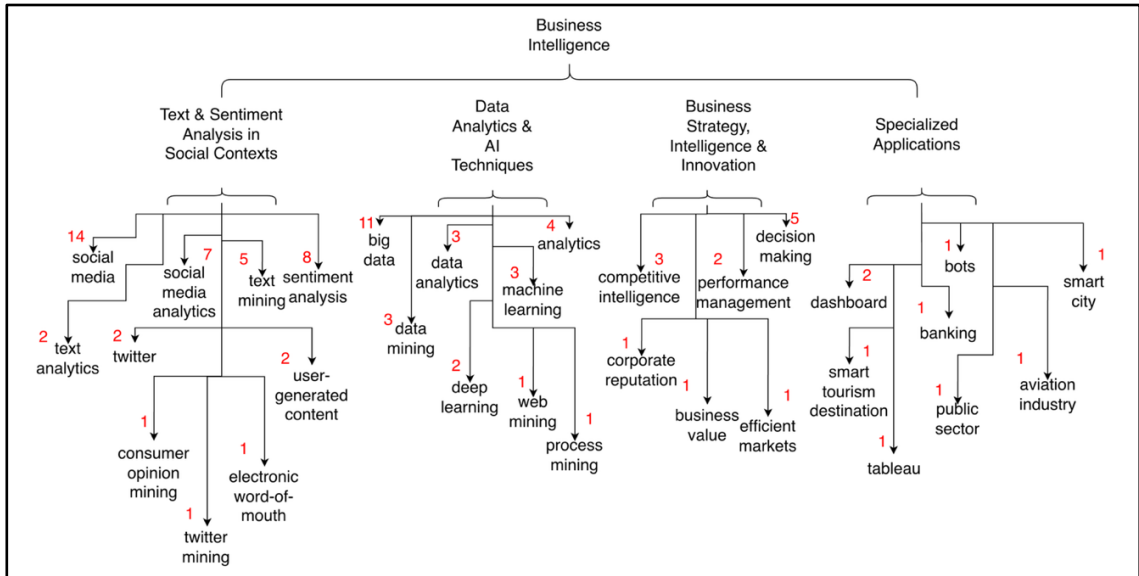 Business
Intelligence
Text & Sentiment
Analysis in
Social Contexts
Data
Analytics &
AI
Techniques
Business
Strategy,
Intelligence &
Innovation
Specialized
Applications
14
social
media
7
social
media
analytics
5
text
mining
8
sentiment
analysis
2
text
analytics
2
twitter
2
user-
generated
content
1
consumer
opinion
mining
1
twitter
mining
1
electronic
word-of-
mouth
11
big
data
3
data
analytics
4
analytics
3
machine
learning
3
data
mining
2
deep
learning
1
web
mining
1
process
mining
3
competitive
intelligence
2
performance
management
5
decision
making
1
corporate
reputation
1
business
value
1
efficient
markets
2
dashboard
1
bots
1
smart
city
1
banking
1
smart
tourism
destination
1
public
sector
1
aviation
industry
1
tableau